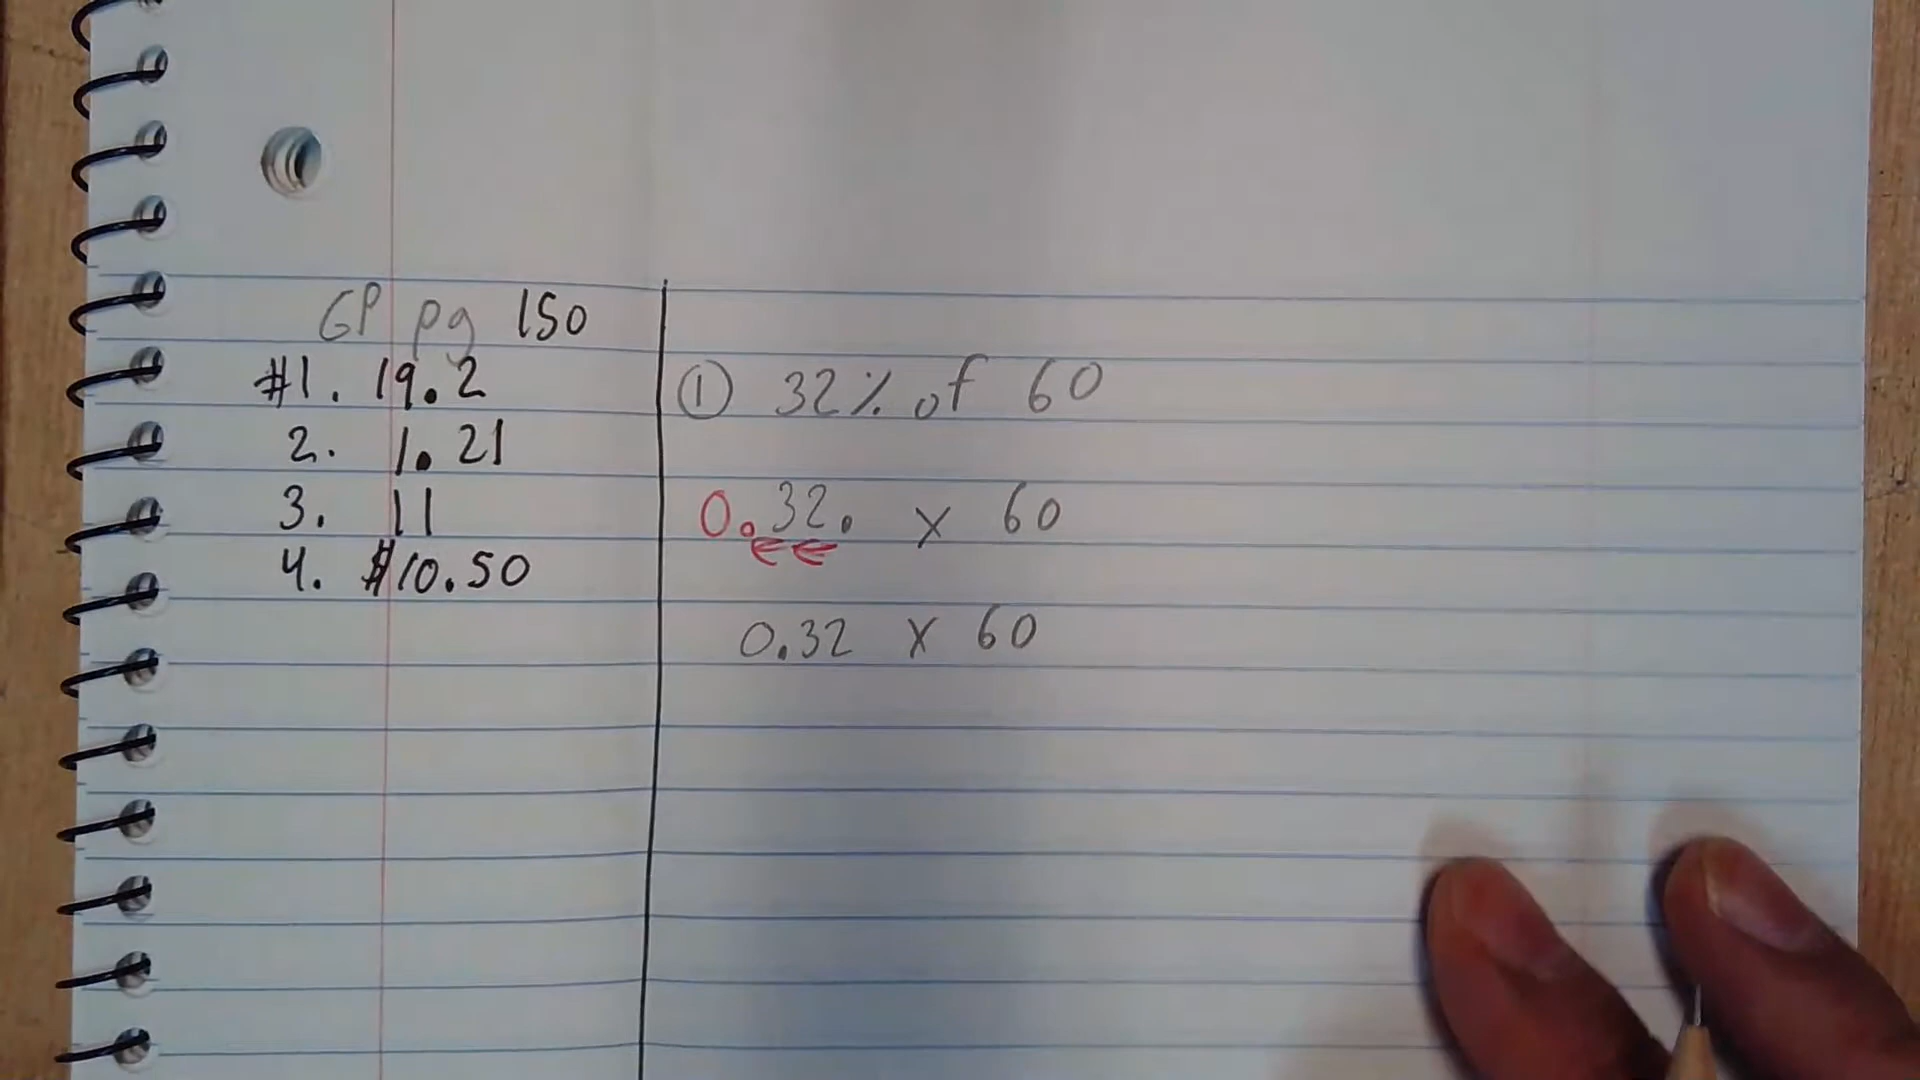 GP pg 150
#1. 19.2
2. 1.21
3. 11
4. $10.50
① 32% of 60
0.32. x 60
0.32 x 60